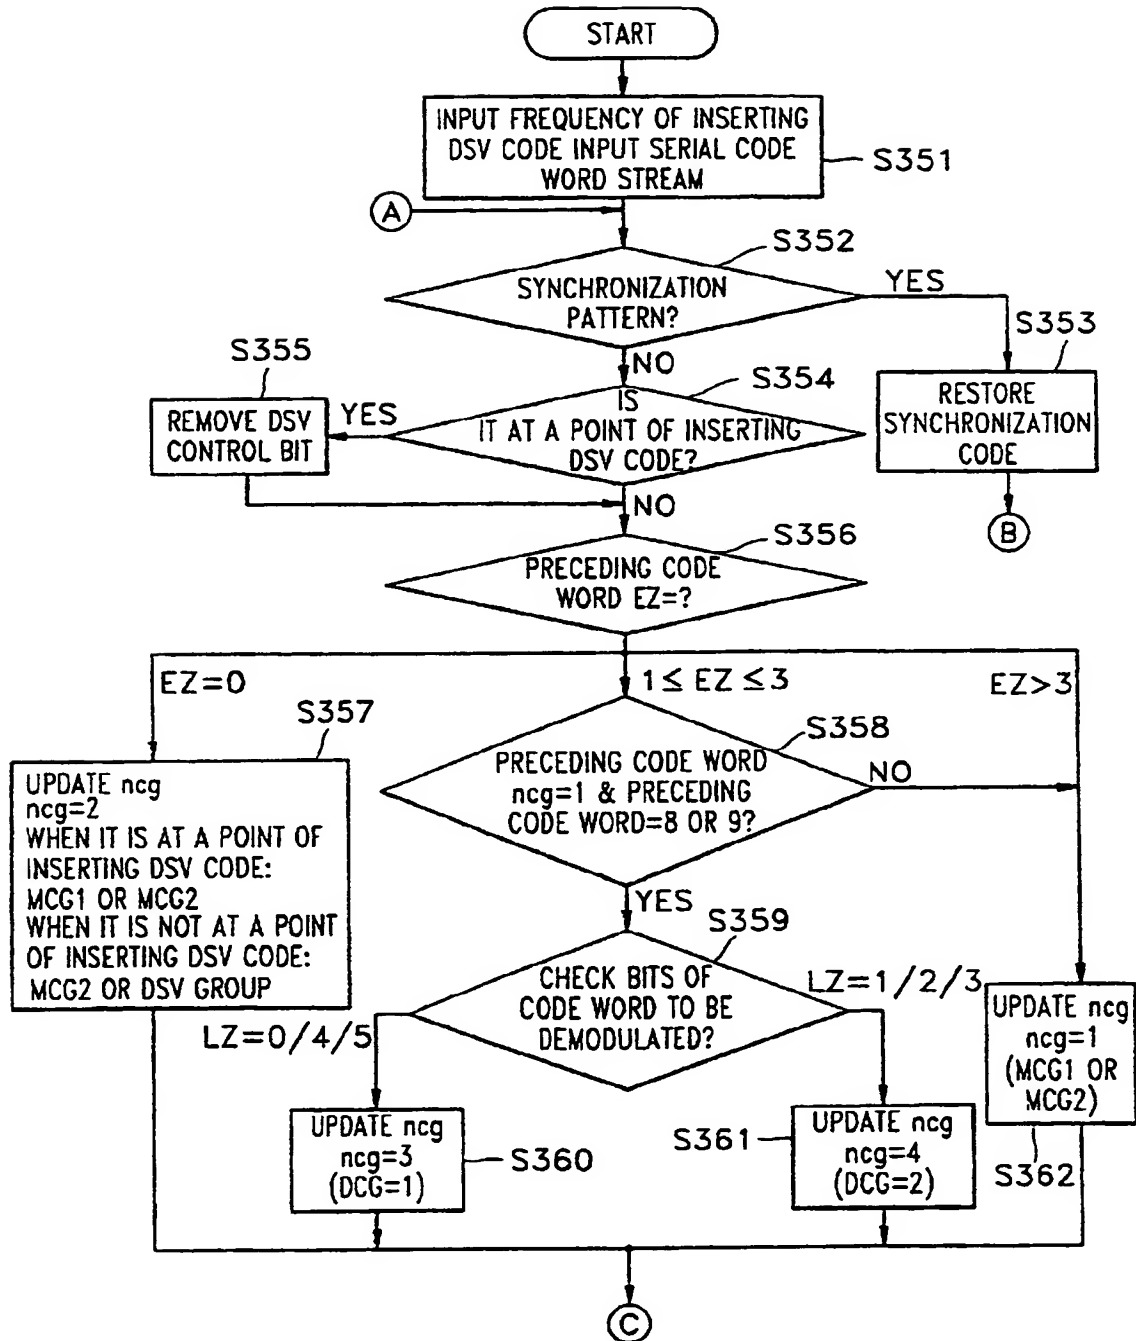 START
INPUT FREQUENCY OF INSERTING
DSV CODE INPUT SERIAL CODE
WORD STREAM
S351
A
S352
SYNCHRONIZATION
PATTERN?
YES
NO
S353
RESTORE
SYNCHRONIZATION
CODE
B
S355
REMOVE DSV
CONTROL BIT
YES
S354
IS
IT AT A POINT OF INSERTING
DSV CODE?
NO
S356
PRECEDING CODE
WORD EZ=?
EZ=0
1≤EZ≤3
EZ>3
S357
UPDATE ncg
ncg=2
WHEN IT IS AT A POINT OF
INSERTING DSV CODE:
MCG1 OR MCG2
WHEN IT IS NOT AT A POINT
OF INSERTING DSV CODE:
MCG2 OR DSV GROUP
S358
PRECEDING CODE WORD
ncg=1 & PRECEDING
CODE WORD=8 OR 9?
NO
YES
S359
CHECK BITS OF
CODE WORD TO BE
DEMODULATED?
LZ=0/4/5
LZ=1/2/3
UPDATE ncg
ncg=3
(DCG=1)
S360
S361
UPDATE ncg
ncg=4
(DCG=2)
UPDATE ncg
ncg=1
(MCG1 OR
MCG2)
S362
C